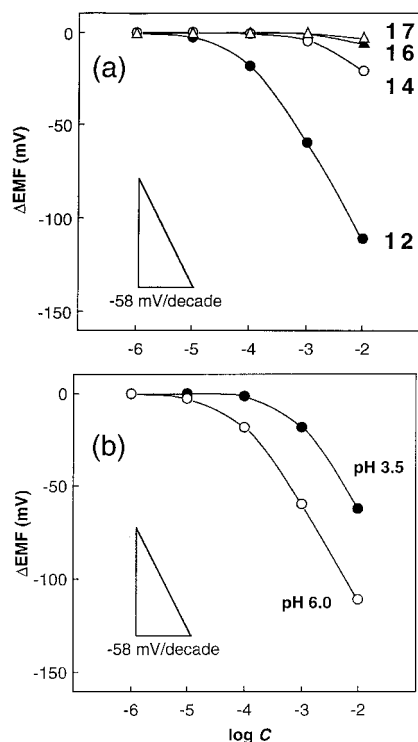 0
-50
-100
-150
ΔEMF (mV)
(a)
17
16
14
12
-58 mV/decade
-6 -5 -4 -3 -2
0
-50
-100
-150
ΔEMF (mV)
(b)
pH 3.5
pH 6.0
-58 mV/decade
-6 -5 -4 -3 -2
log C